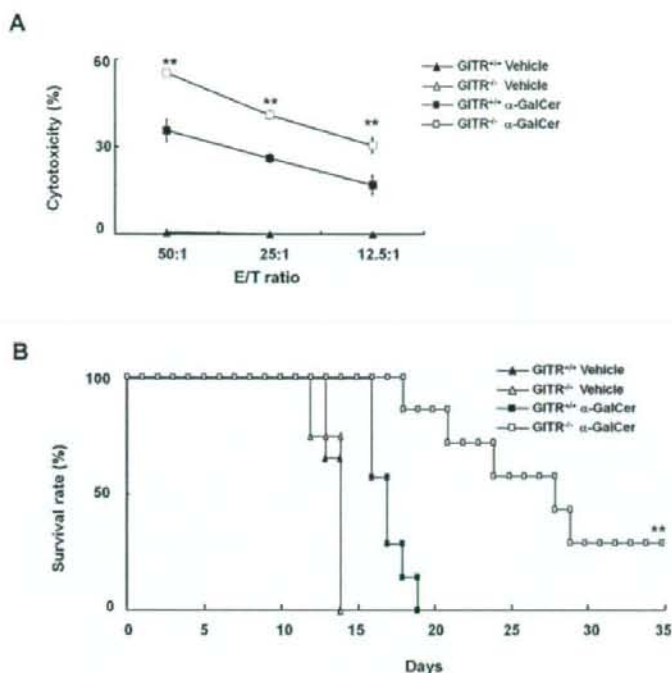 A
60
30
0
Cytotoxicity (%)
** ** **
50:1 25:1 12.5:1
E/T ratio
GITR+/+ Vehicle
GITR-/- Vehicle
GITR+/+ α-GalCer
GITR-/- α-GalCer
B
100
50
0
Survival rate (%)
GITR+/+ Vehicle
GITR-/- Vehicle
GITR+/+ α-GalCer
GITR-/- α-GalCer
**
0 5 10 15 20 25 30 35
Days